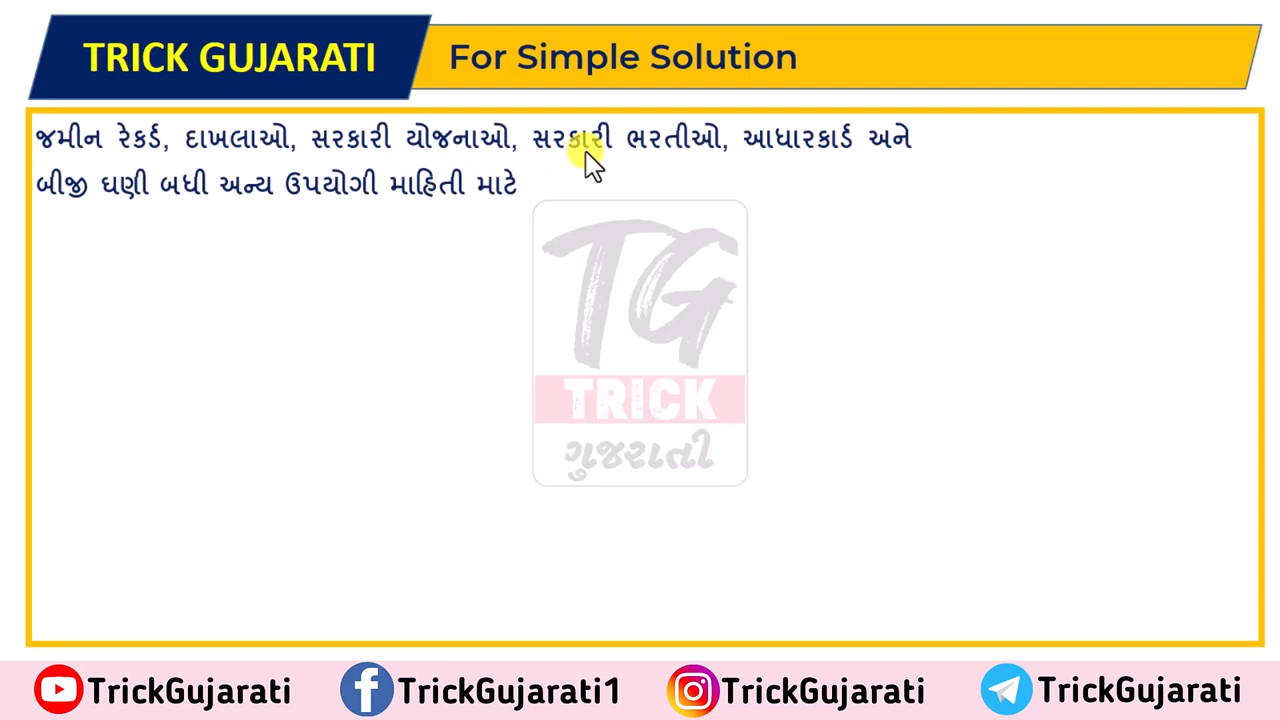 TRICK GUJARATI
For Simple Solution
જમીન રેકર્ડ, દાખલાઓ, સરકારી યોજનાઓ, સરકારી ભરતીઓ, આધારકાર્ડ અને
બીજી ઘણી બધી અન્ય ઉપયોગી માહિતી માટે
TG
TRICK
ગુજરાતી
TrickGujarati
TrickGujarati1
TrickGujarati
TrickGujarati